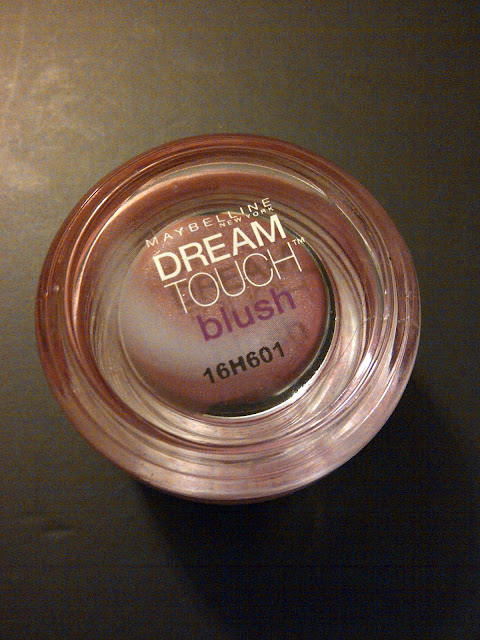 MAYBELLINE
NEW YORK
DREAM
TOUCH™
blush
16H601